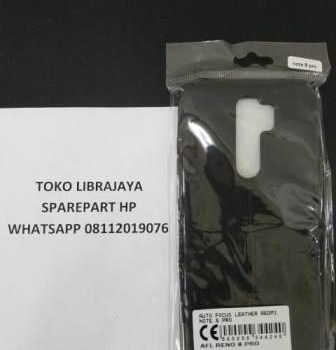 note 8 pro
TOKO LIBRAJAYA
SPAREPART HP
WHATSAPP 08112019076
AUTO FOCUS LEATHER REDMI
NOTE 8 PRO
AFL RENO 8 PRO